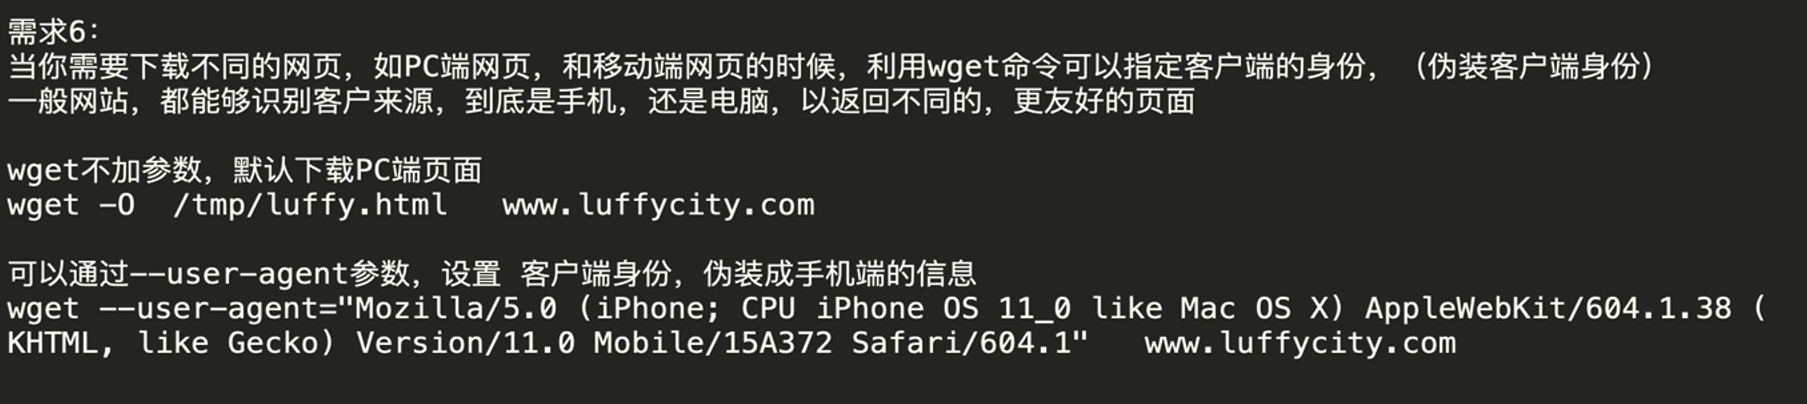 需求6：
当你需要下载不同的网页，如PC端网页，和移动端网页的时候，利用wget命令可以指定客户端的身份，（伪装客户端身份）
一般网站，都能够识别客户来源，到底是手机，还是电脑，以返回不同的，更友好的页面
wget不加参数，默认下载PC端页面
wget -O  /tmp/luffy.html   www.luffycity.com
可以通过--user-agent参数，设置 客户端身份，伪装成手机端的信息
wget --user-agent="Mozilla/5.0 (iPhone; CPU iPhone OS 11_0 like Mac OS X) AppleWebKit/604.1.38 (
KHTML, like Gecko) Version/11.0 Mobile/15A372 Safari/604.1"   www.luffycity.com